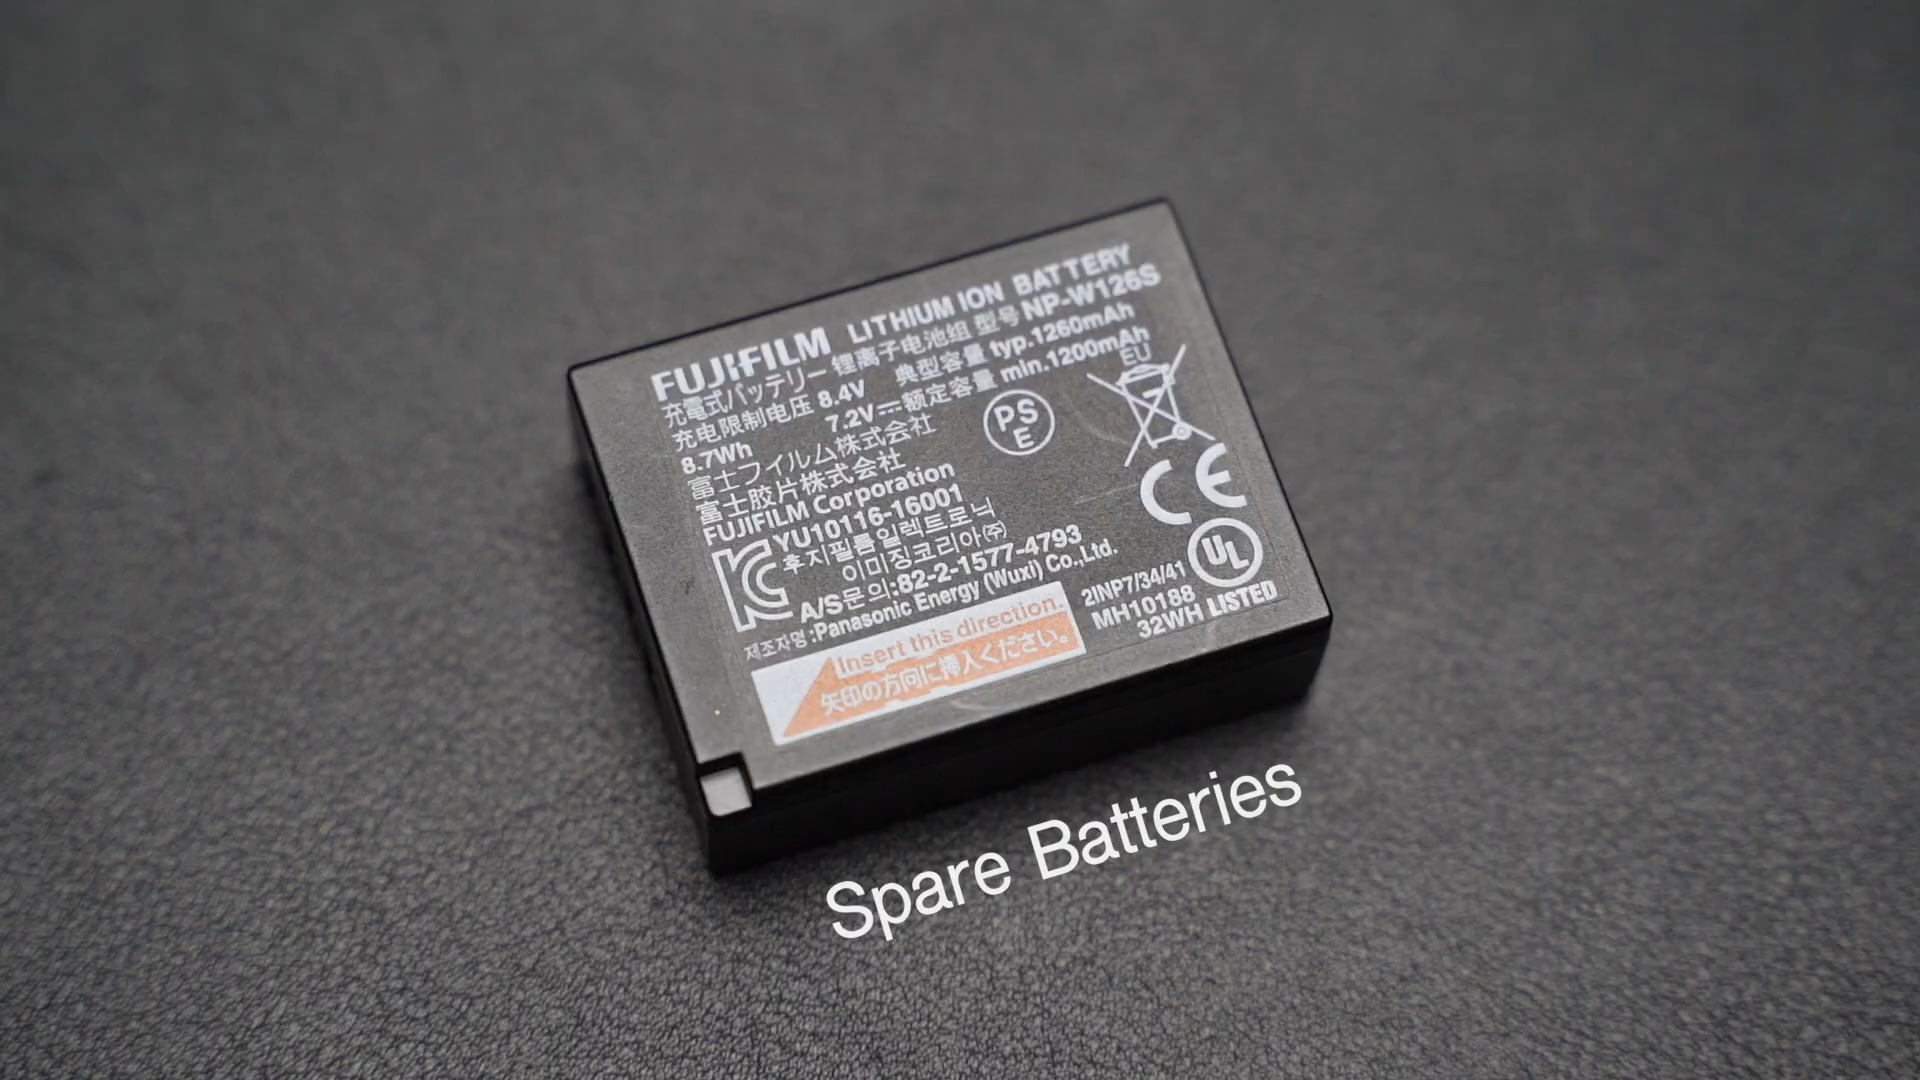 FUJIFILM LITHIUM ION BATTERY
充電式バッテリー 锂离子电池组 型号 NP-W126S
充电限制电压 8.4V 典型容量 typ.1260mAh
7.2V⎓额定容量 min.1200mAh
8.7Wh
EU
富士フイルム株式会社
PSE
富士胶片株式会社
FUJIFILM Corporation
YU10116-16001
CE
후지필름일렉트로닉
이미징코리아㈜
A/S문의:82-2-1577-4793
제조자명:Panasonic Energy (Wuxi) Co.,Ltd.
UL
2INP7/34/41
MH10188 LISTED
32WH
Insert this direction.
矢印の方向に挿入ください。
Spare Batteries